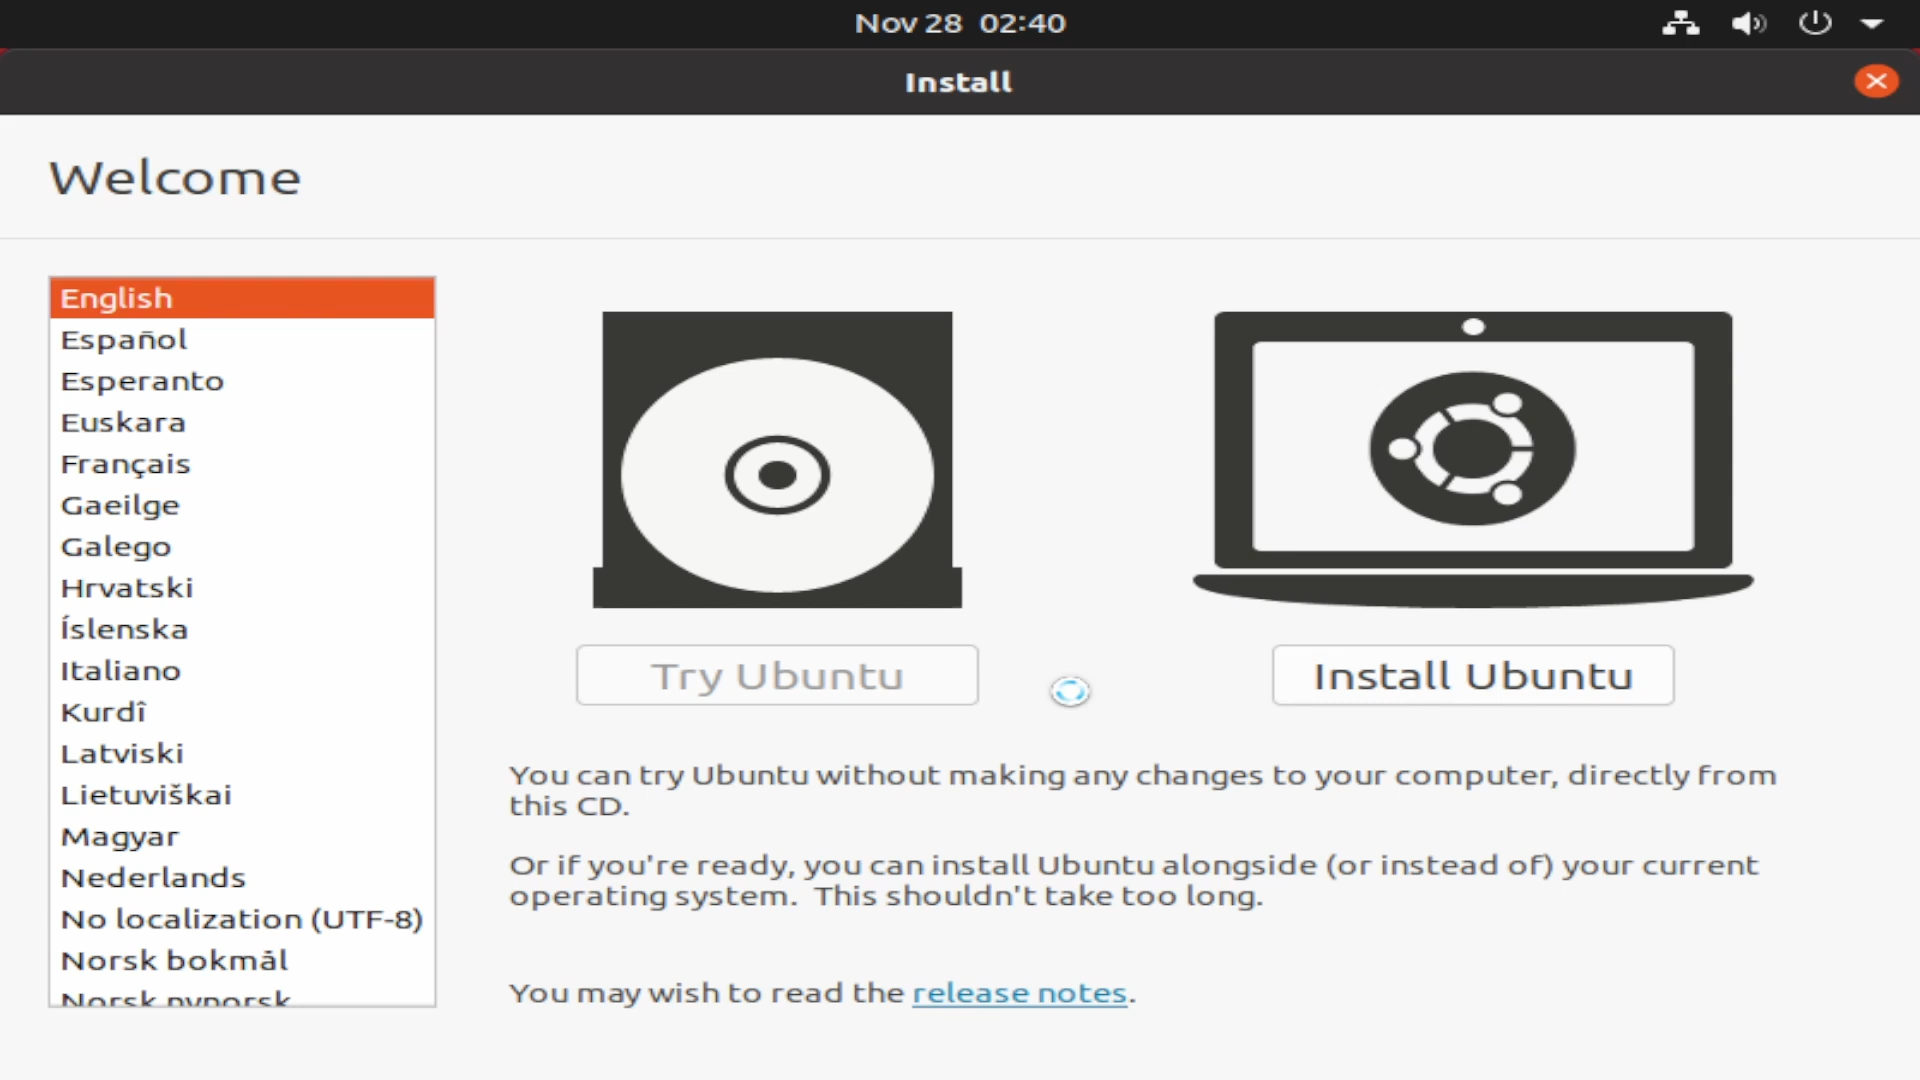 Nov 28 02:40
Install
Welcome
English
Español
Esperanto
Euskara
Français
Gaeilge
Galego
Hrvatski
Íslenska
Italiano
Kurdî
Latviski
Lietuviškai
Magyar
Nederlands
No localization (UTF-8)
Norsk bokmål
Norsk nynorsk
Try Ubuntu
Install Ubuntu
You can try Ubuntu without making any changes to your computer, directly from
this CD.
Or if you're ready, you can install Ubuntu alongside (or instead of) your current
operating system. This shouldn't take too long.
You may wish to read the release notes.